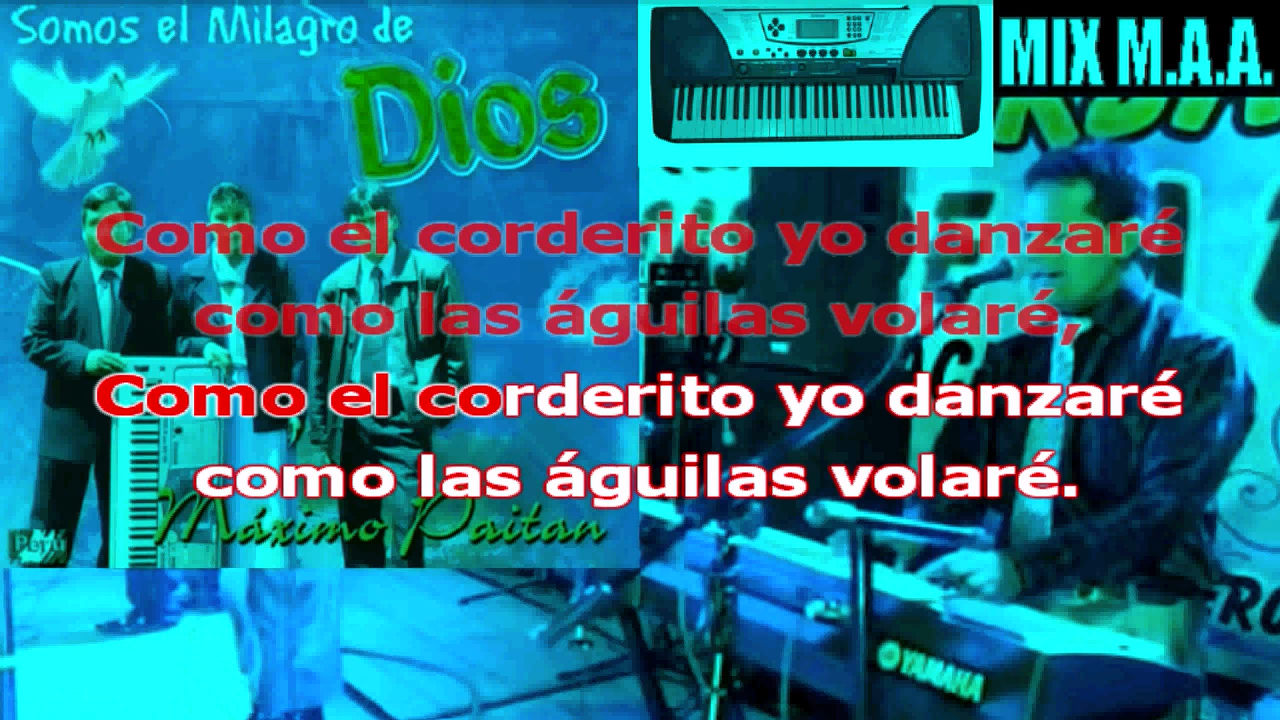 Somos el Milagro de
Dios
MIX M.A.A.
Como el corderito yo danzaré
como las águilas volaré,
Como el corderito yo danzaré
como las águilas volaré.
Máximo Paitan
Perú
YAMAHA